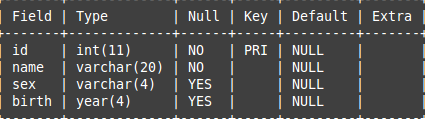 | Field | Type | Null | Key | Default | Extra |
| id | int(11) | NO | PRI | NULL | |
| name | varchar(20) | NO | | NULL | |
| sex | varchar(4) | YES | | NULL | |
| birth | year(4) | YES | | NULL | |